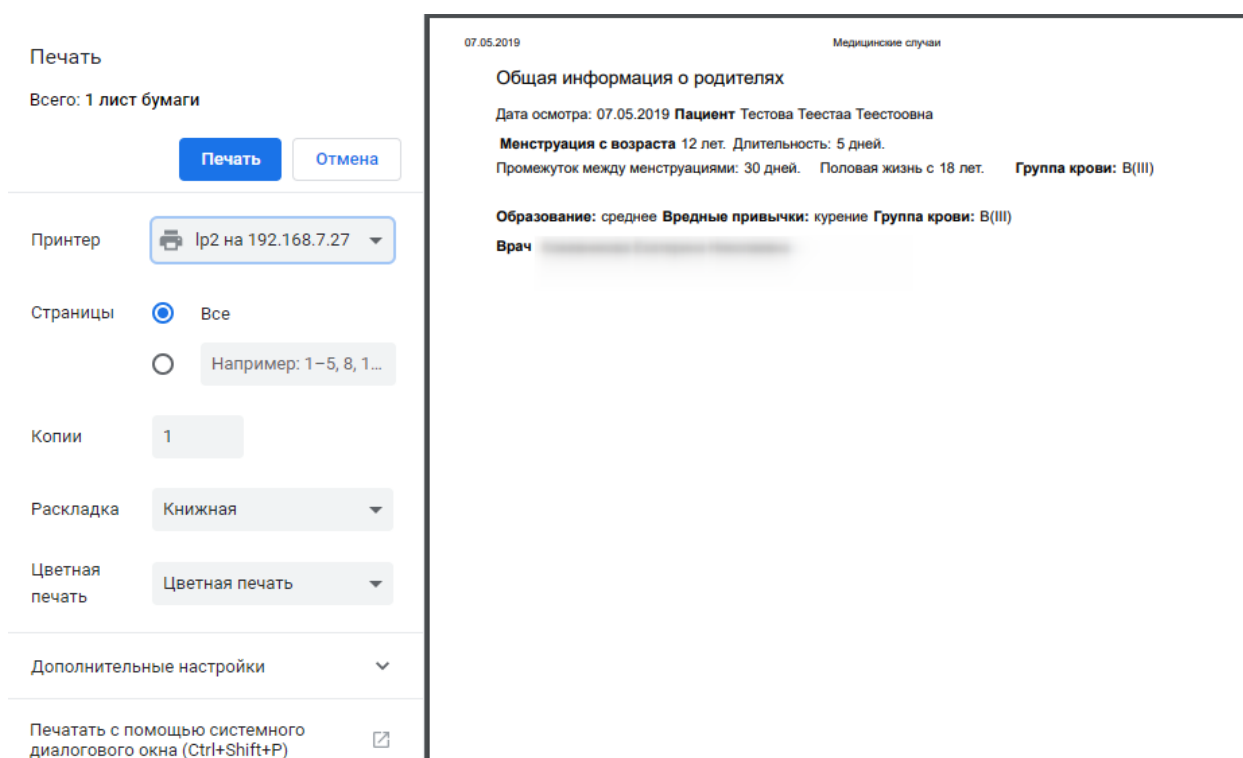 Печать
Всего: 1 лист бумаги
Печать Отмена
Принтер lp2 на 192.168.7.27
Страницы Все
Например: 1–5, 8, 1...
Копии 1
Раскладка Книжная
Цветная печать Цветная печать
Дополнительные настройки
Печатать с помощью системного
диалогового окна (Ctrl+Shift+P)
07.05.2019 Медицинские случаи
Общая информация о родителях
Дата осмотра: 07.05.2019 Пациент Тестова Теестаа Теестоовна
Менструация с возраста 12 лет. Длительность: 5 дней.
Промежуток между менструациями: 30 дней. Половая жизнь с 18 лет. Группа крови: B(III)
Образование: среднее Вредные привычки: курение Группа крови: B(III)
Врач